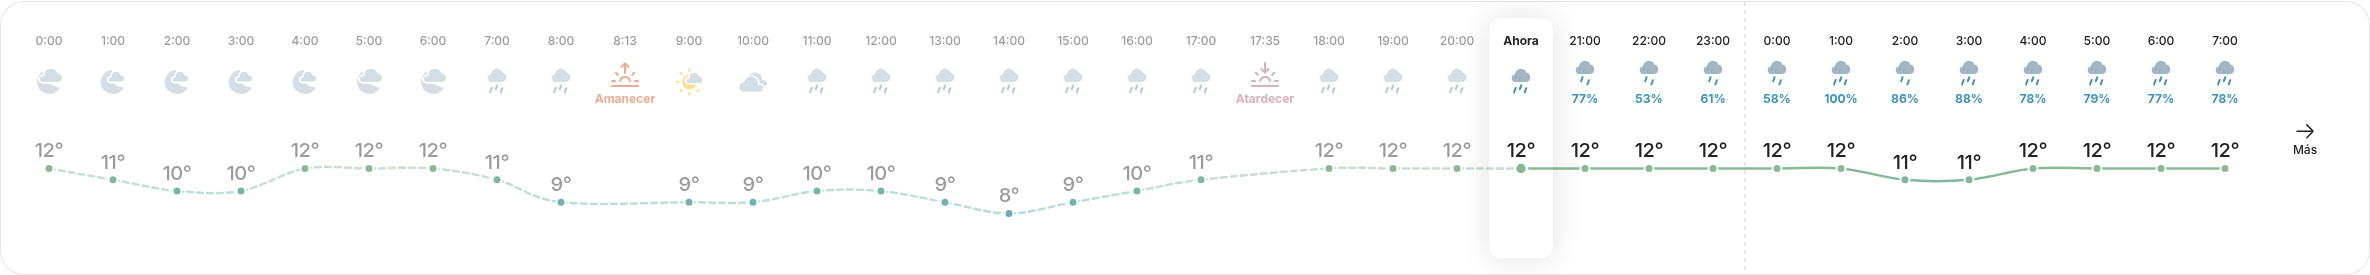 0:00 1:00 2:00 3:00 4:00 5:00 6:00 7:00 8:00 8:13 9:00 10:00 11:00 12:00 13:00 14:00 15:00 16:00 17:00 17:35 18:00 19:00 20:00 Ahora 21:00 22:00 23:00 0:00 1:00 2:00 3:00 4:00 5:00 6:00 7:00
Amanecer Atardecer 77% 53% 61% 58% 100% 86% 88% 78% 79% 77% 78%
12° 11° 10° 10° 12° 12° 12° 11° 9° 9° 9° 10° 10° 9° 8° 9° 10° 11° 12° 12° 12° 12° 12° 12° 12° 12° 12° 11° 11° 12° 12° 12° 12°
Más